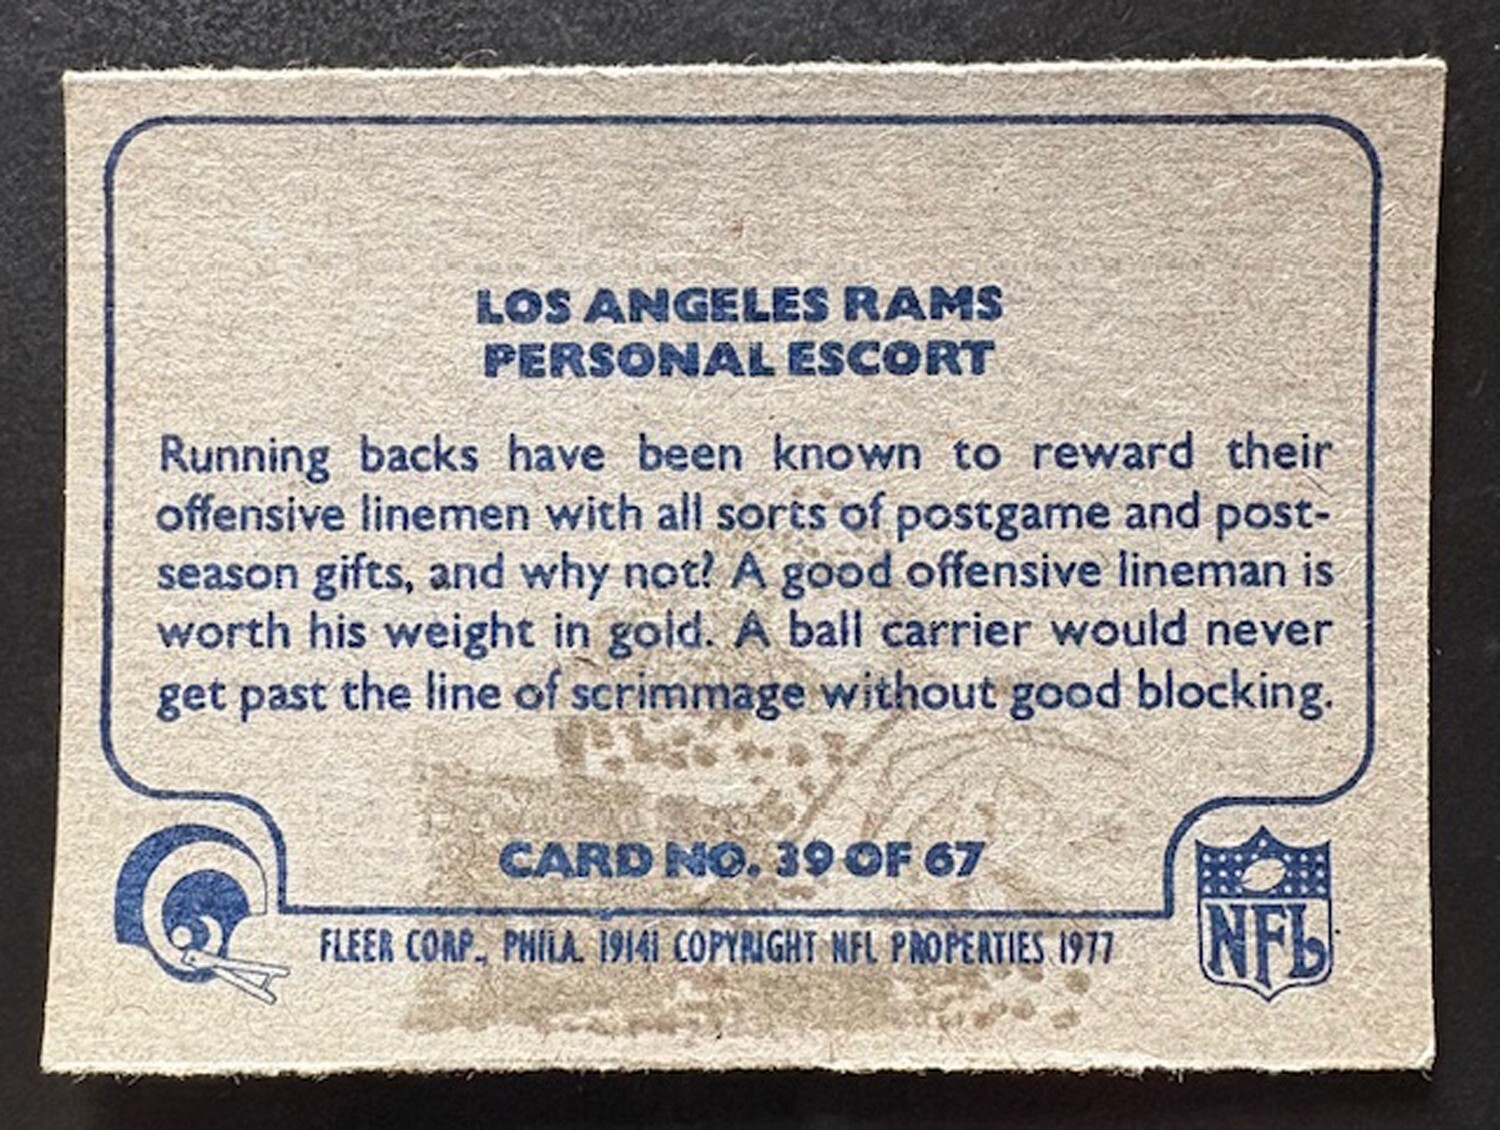 LOS ANGELES RAMS
PERSONAL ESCORT
Running backs have been known to reward their
offensive linemen with all sorts of postgame and post-
season gifts, and why not? A good offensive lineman is
worth his weight in gold. A ball carrier would never
get past the line of scrimmage without good blocking.
CARD NO. 39 OF 67
FLEER CORP., PHILA. 19141 COPYRIGHT NFL PROPERTIES 1977
NFL